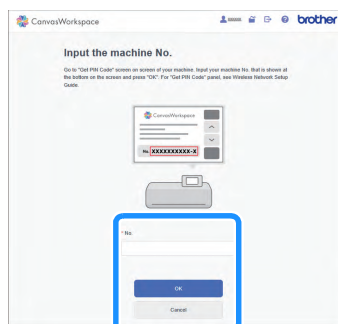 CanvasWorkspace
brother
Input the machine No.
Go to "Get PIN Code" screen on screen of your machine. Input your machine No. that is shown at
the bottom on the screen and press "OK". For "Get PIN Code" panel, see Wireless Network Setup
Guide.
CanvasWorkspace
No. XXXXXXXXXX-X
* No.
OK
Cancel